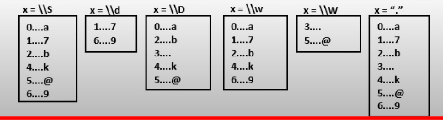 x = \\S x = \\d x = \\D x = \\w x = \\W x = "."
0....a 1....7 0....a 0....a 3.... 0....a
1....7 6....9 2....b 1....7 5....@ 1....7
2....b 3.... 2....b 2....b
4....k 4....k 4....k 3....
5....@ 5....@ 6....9 4....k
6....9 5....@
6....9